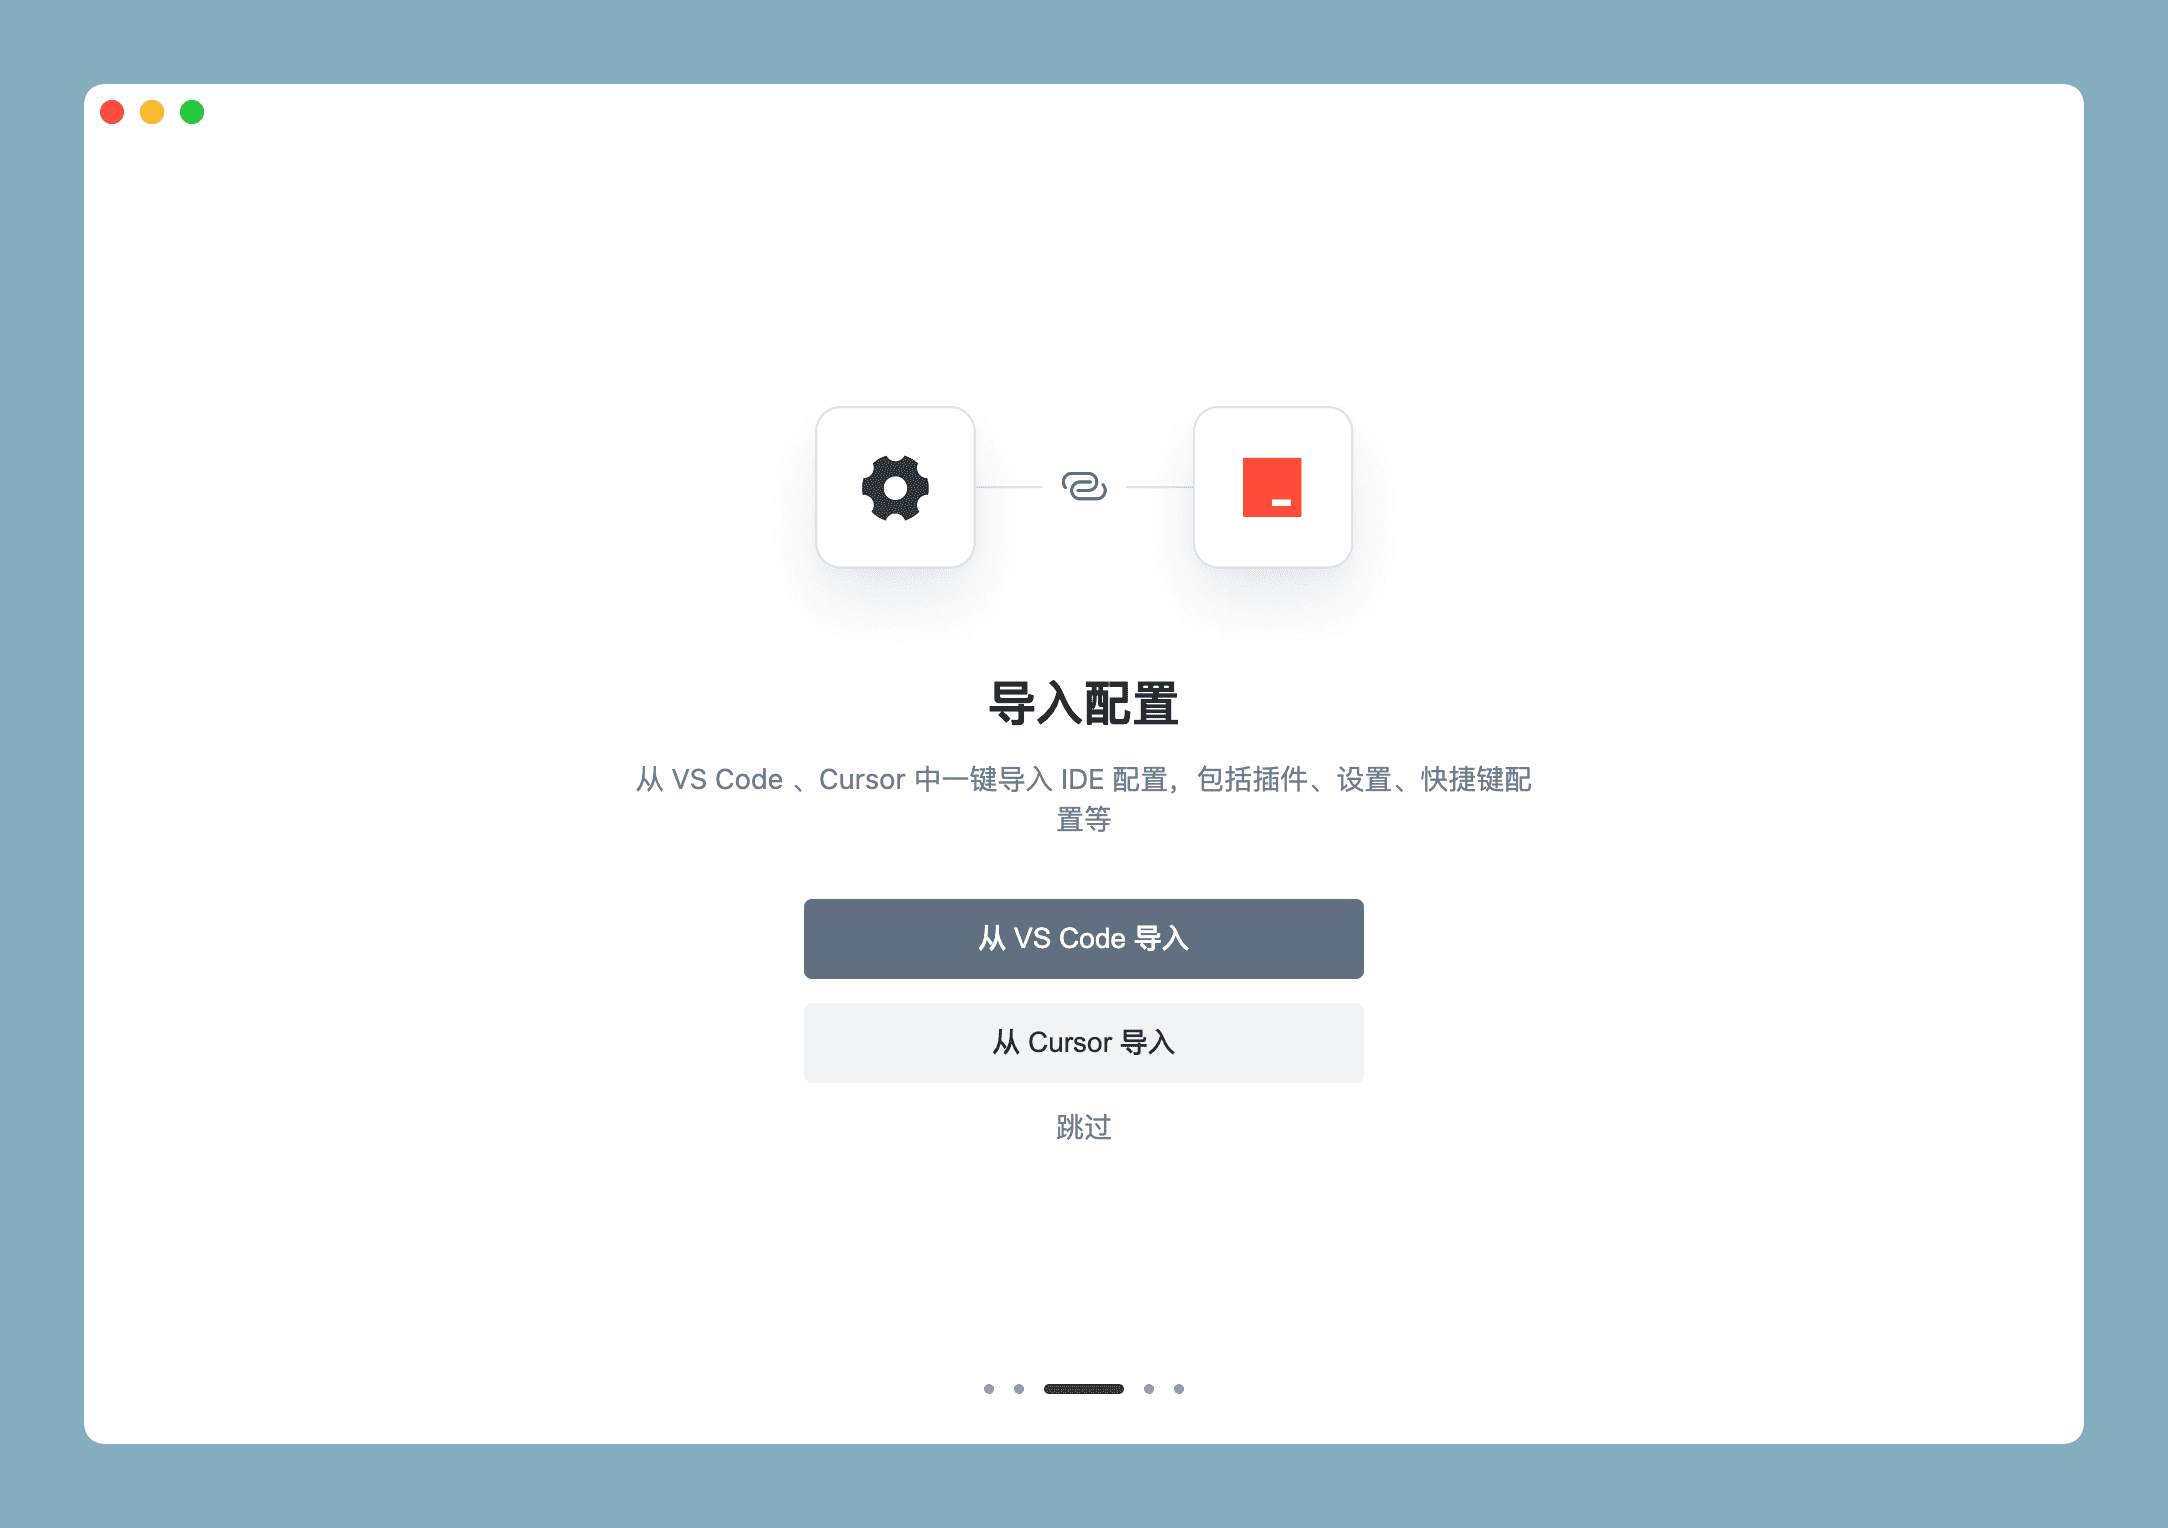 导入配置
从 VS Code 、Cursor 中一键导入 IDE 配置，包括插件、设置、快捷键配
置等
从 VS Code 导入
从 Cursor 导入
跳过